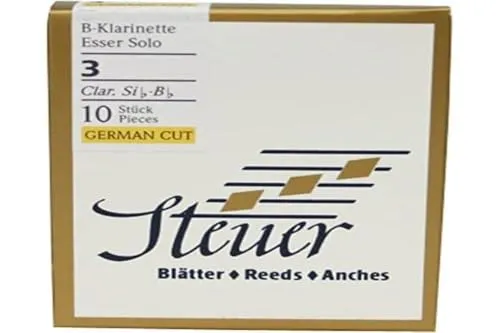 B-Klarinette
Esser Solo
3
Clar. Si♭-B♭
10 Stück
Pieces
GERMAN CUT
Steuer
Blätter ♦ Reeds ♦ Anches